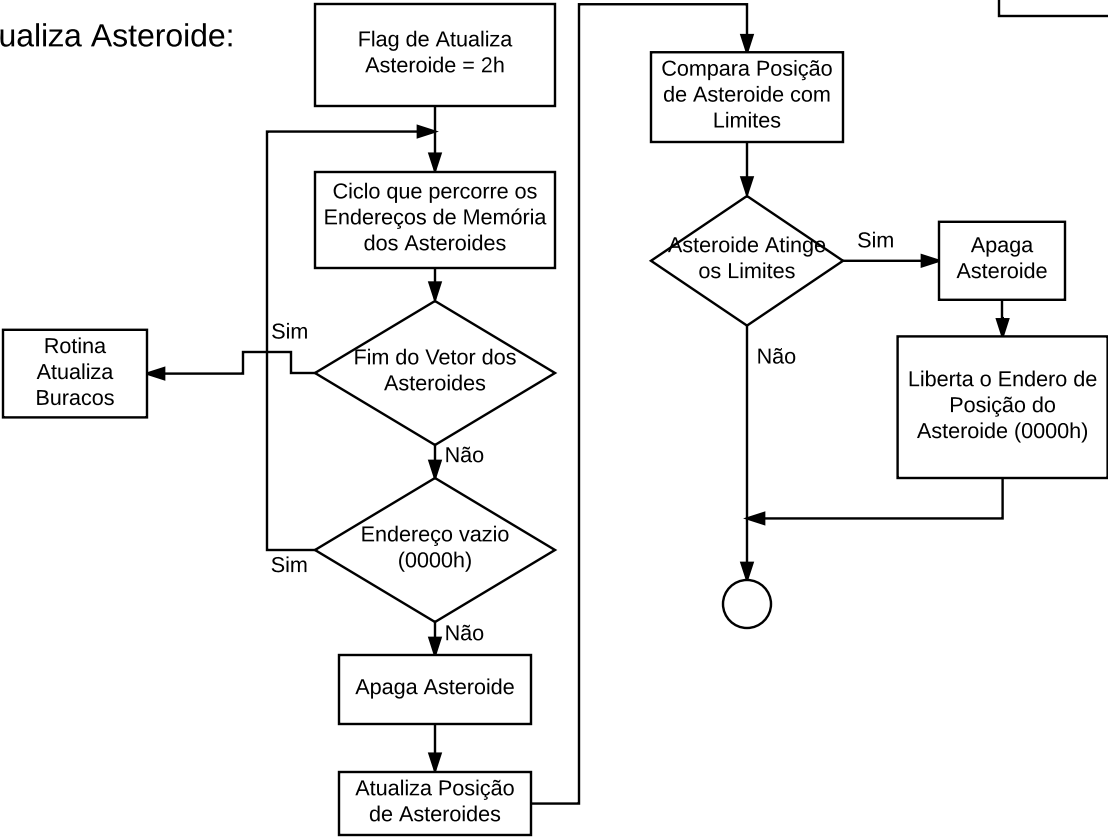 ualiza Asteroide:
Flag de Atualiza
Asteroide = 2h
Ciclo que percorre os
Endereços de Memória
dos Asteroides
Sim
Fim do Vetor dos
Asteroides
Rotina
Atualiza
Buracos
Não
Endereço vazio
(0000h)
Sim
Não
Apaga Asteroide
Atualiza Posição
de Asteroides
Compara Posição
de Asteroide com
Limites
Asteroide Atinge
os Limites
Sim
Apaga
Asteroide
Não
Liberta o Endero de
Posição do
Asteroide (0000h)